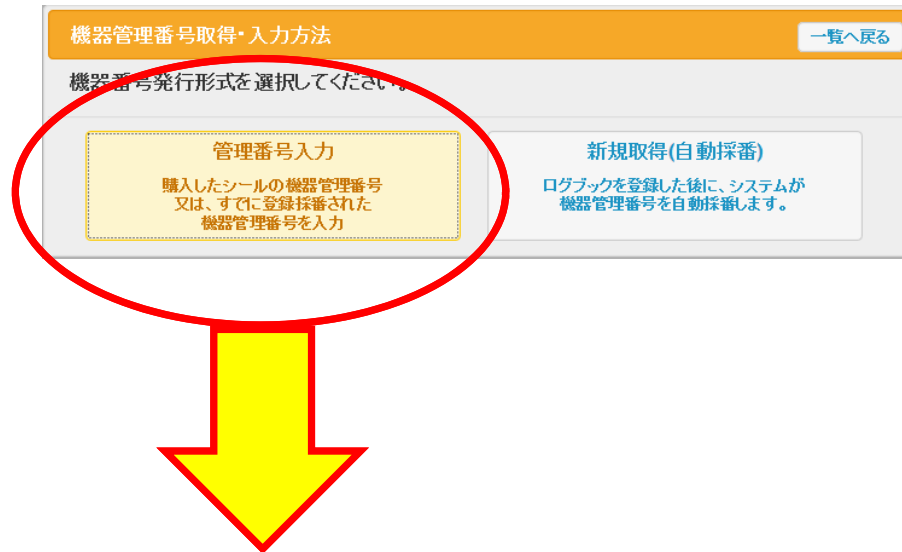 機器管理番号取得・入力方法
一覧へ戻る
機器番号発行形式を選択してください。
管理番号入力
購入したシールの機器管理番号
又は、すでに登録採番された
機器管理番号を入力
新規取得(自動採番)
ログブックを登録した後に、システムが
機器管理番号を自動採番します。